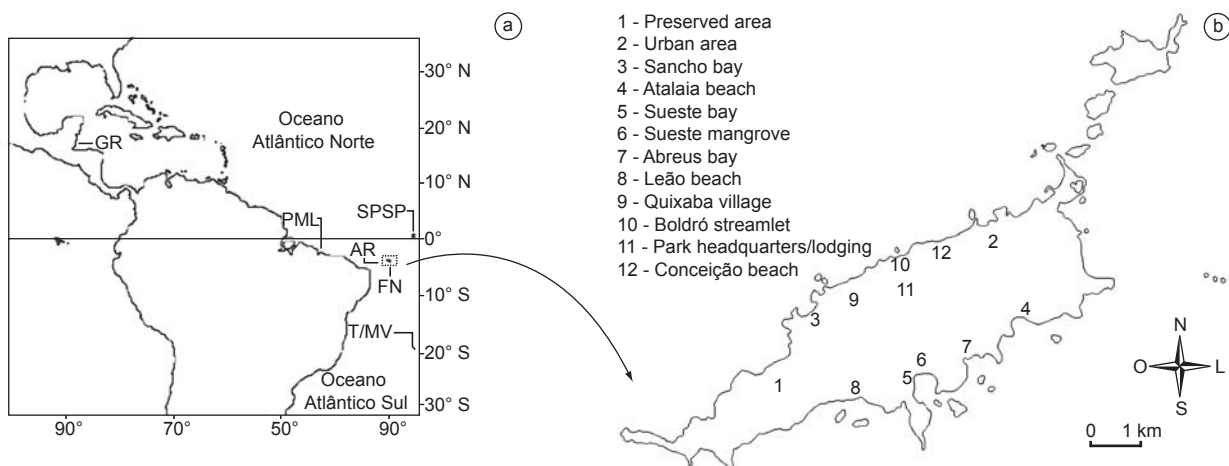 a
30° N
20° N
10° N
0°
10° S
20° S
30° S
90°
70°
50°
90°
Oceano
Atlântico Norte
GR
PML
SPSP
AR
FN
T/MV
Oceano
Atlântico Sul
b
1 - Preserved area
2 - Urban area
3 - Sancho bay
4 - Atalaia beach
5 - Sueste bay
6 - Sueste mangrove
7 - Abreus bay
8 - Leão beach
9 - Quixaba village
10 - Boldró streamlet
11 - Park headquarters/lodging
12 - Conceição beach
2
12
10
11
9
3
4
7
6
5
1
8
N
O
L
S
0 1 km